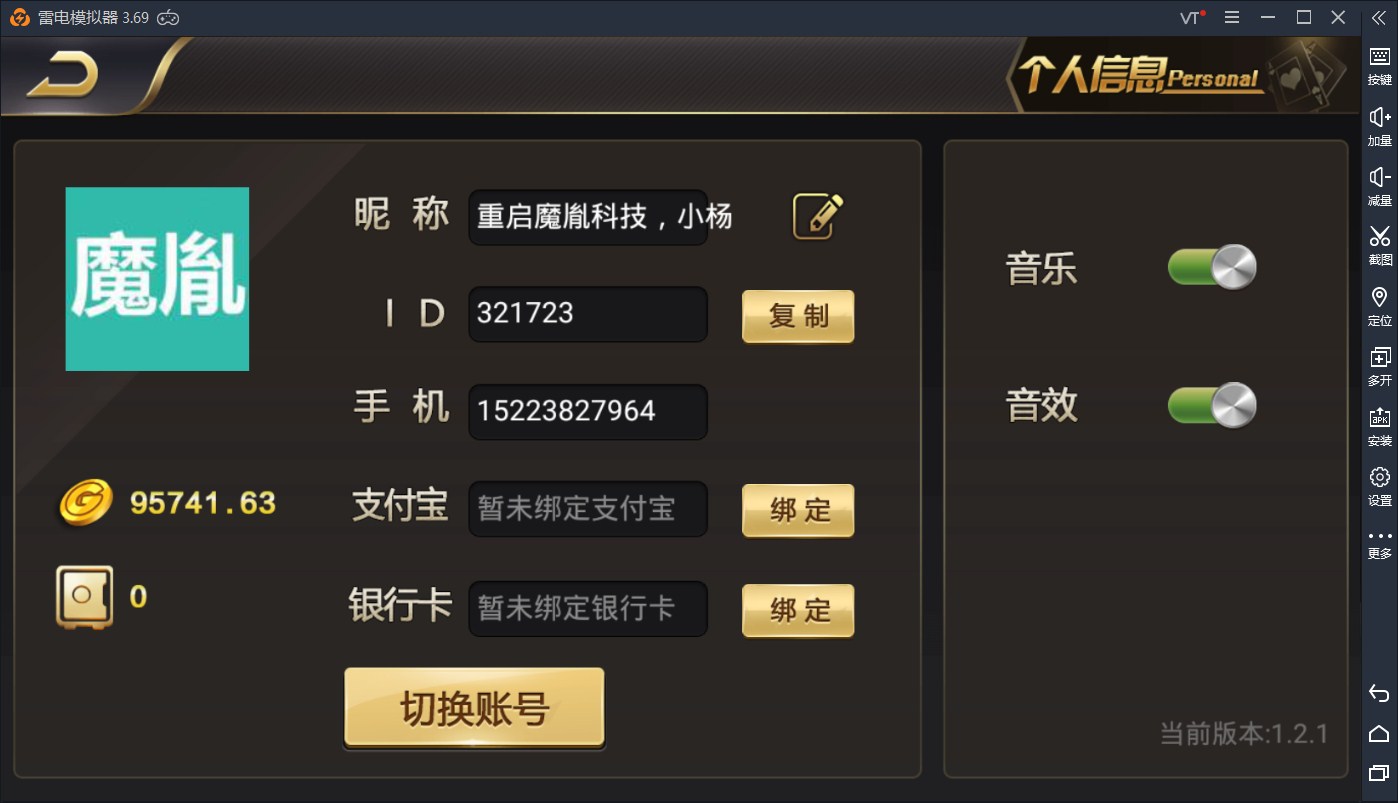 雷电模拟器 3.69
VT
个人信息Personal
魔胤
昵 称
重启魔胤科技，小杨
I D
321723
复制
手 机
15223827964
95741.63
支付宝
暂未绑定支付宝
绑定
0
银行卡
暂未绑定银行卡
绑定
切换账号
音乐
音效
当前版本:1.2.1
按键
加量
减量
截图
定位
多开
APK
安装
设置
更多